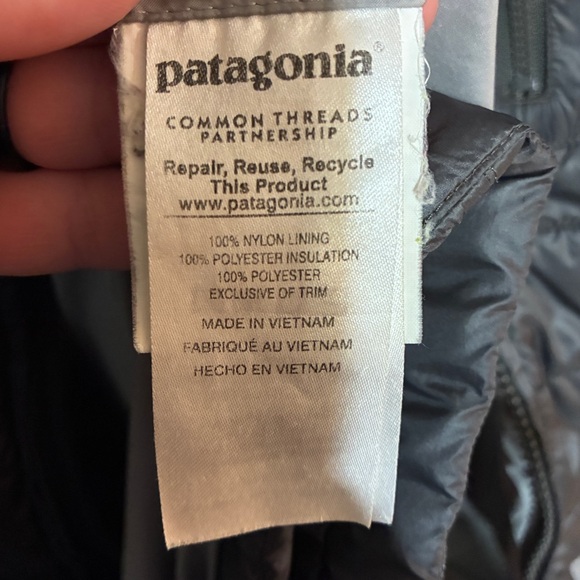 patagonia®
COMMON THREADS
PARTNERSHIP
Repair, Reuse, Recycle
This Product
www.patagonia.com
100% NYLON LINING
100% POLYESTER INSULATION
100% POLYESTER
EXCLUSIVE OF TRIM
MADE IN VIETNAM
FABRIQUÉ AU VIETNAM
HECHO EN VIETNAM